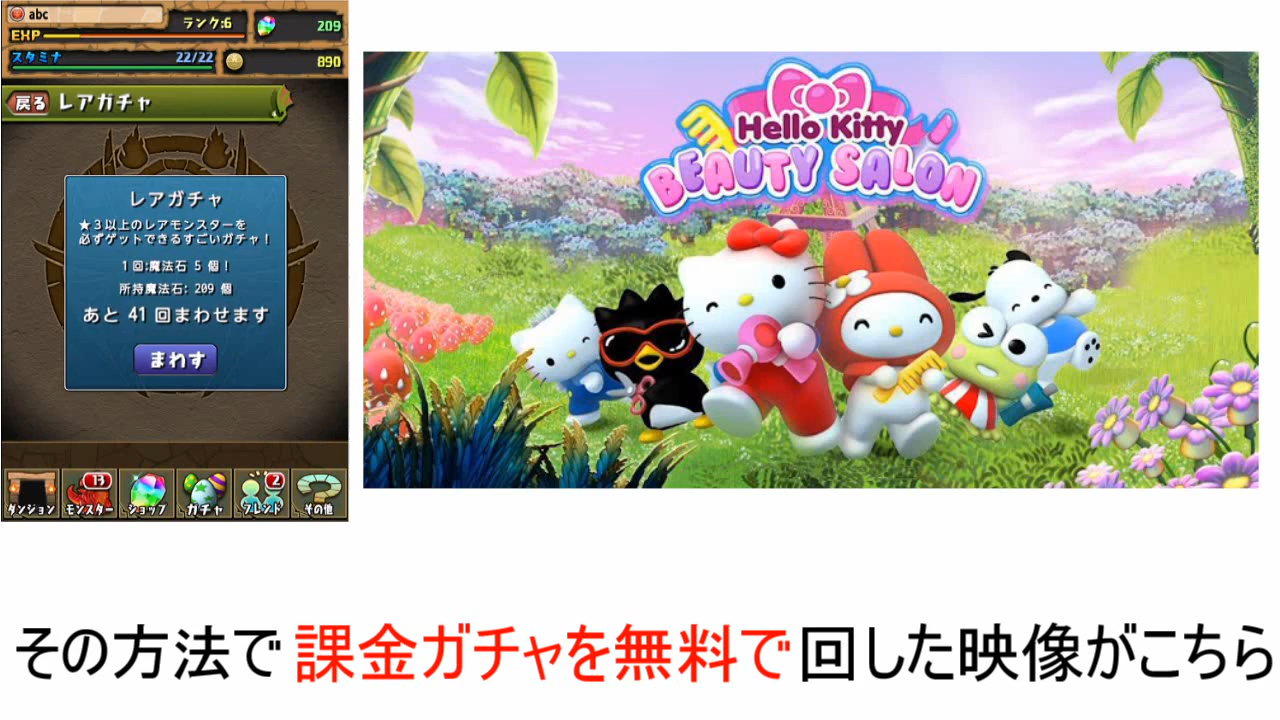 abc
ランク:6
209
EXP
スタミナ
22/22
890
戻る
レアガチャ
レアガチャ
★3以上のレアモンスターを
必ずゲットできるすごいガチャ!
1回:魔法石 5 個!
所持魔法石: 209 個
あと 41 回まわせます
まわす
13
2
ダンジョン
モンスター
ショップ
ガチャ
フレンド
その他
Hello Kitty
BEAUTY SALON
その方法で課金ガチャを無料で回した映像がこちら